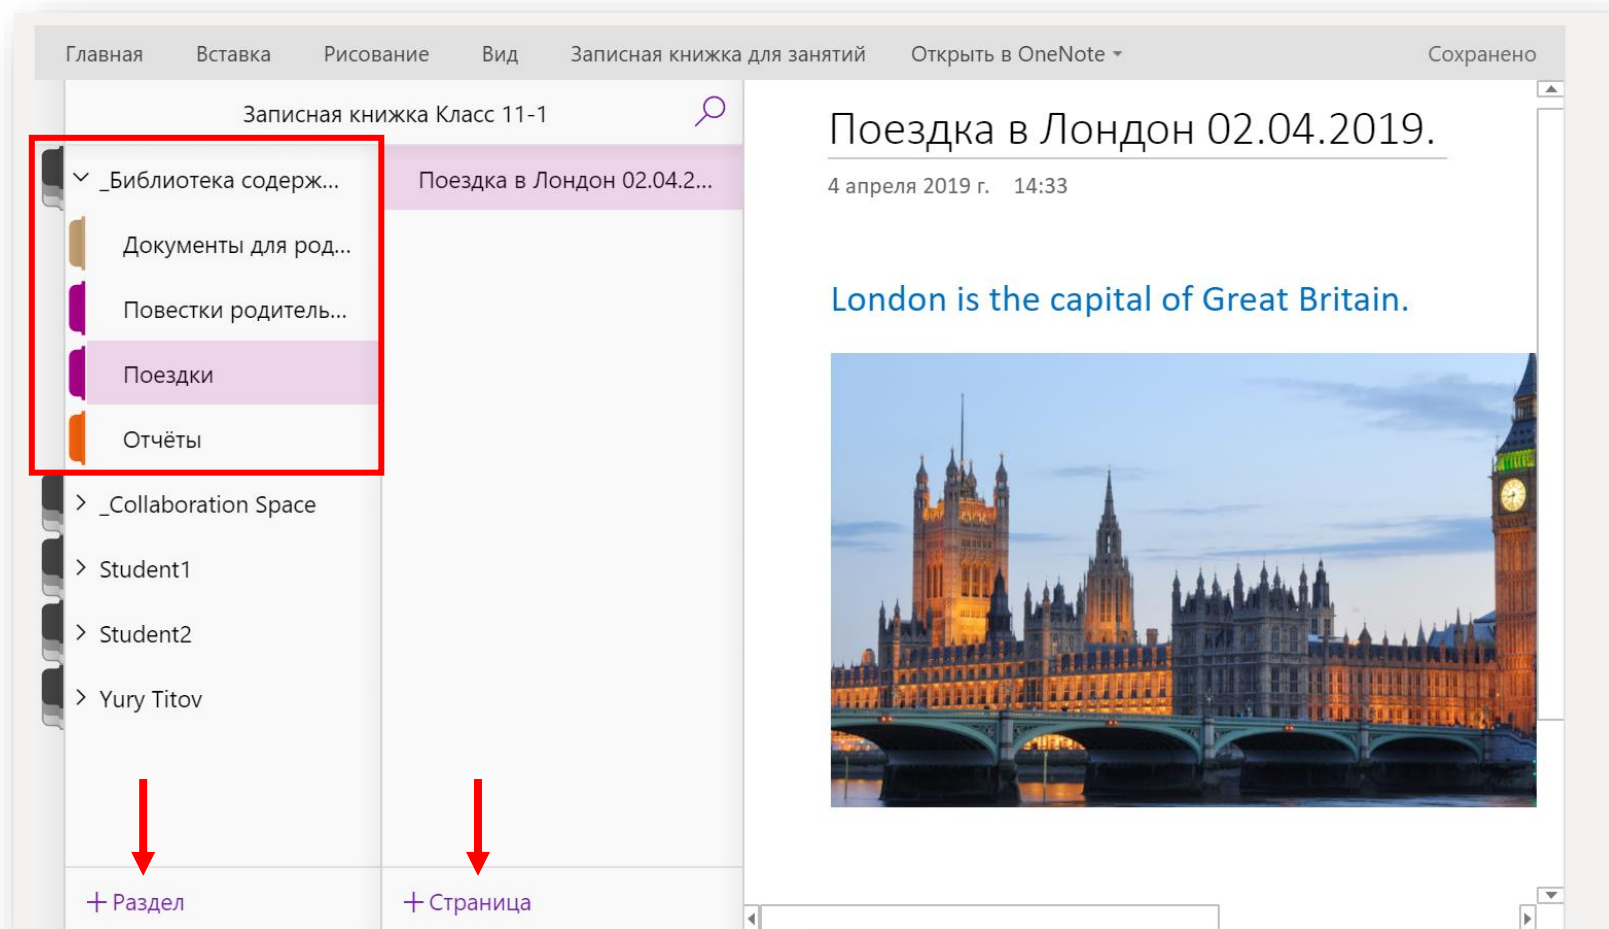 Главная Вставка Рисование Вид Записная книжка для занятий Открыть в OneNote Сохранено
Записная книжка Класс 11-1
_Библиотека содерж...
Документы для род...
Повестки родитель...
Поездки
Отчёты
_Collaboration Space
Student1
Student2
Yury Titov
+ Раздел
Поездка в Лондон 02.04.2...
+ Страница
Поездка в Лондон 02.04.2019.
4 апреля 2019 г. 14:33
London is the capital of Great Britain.